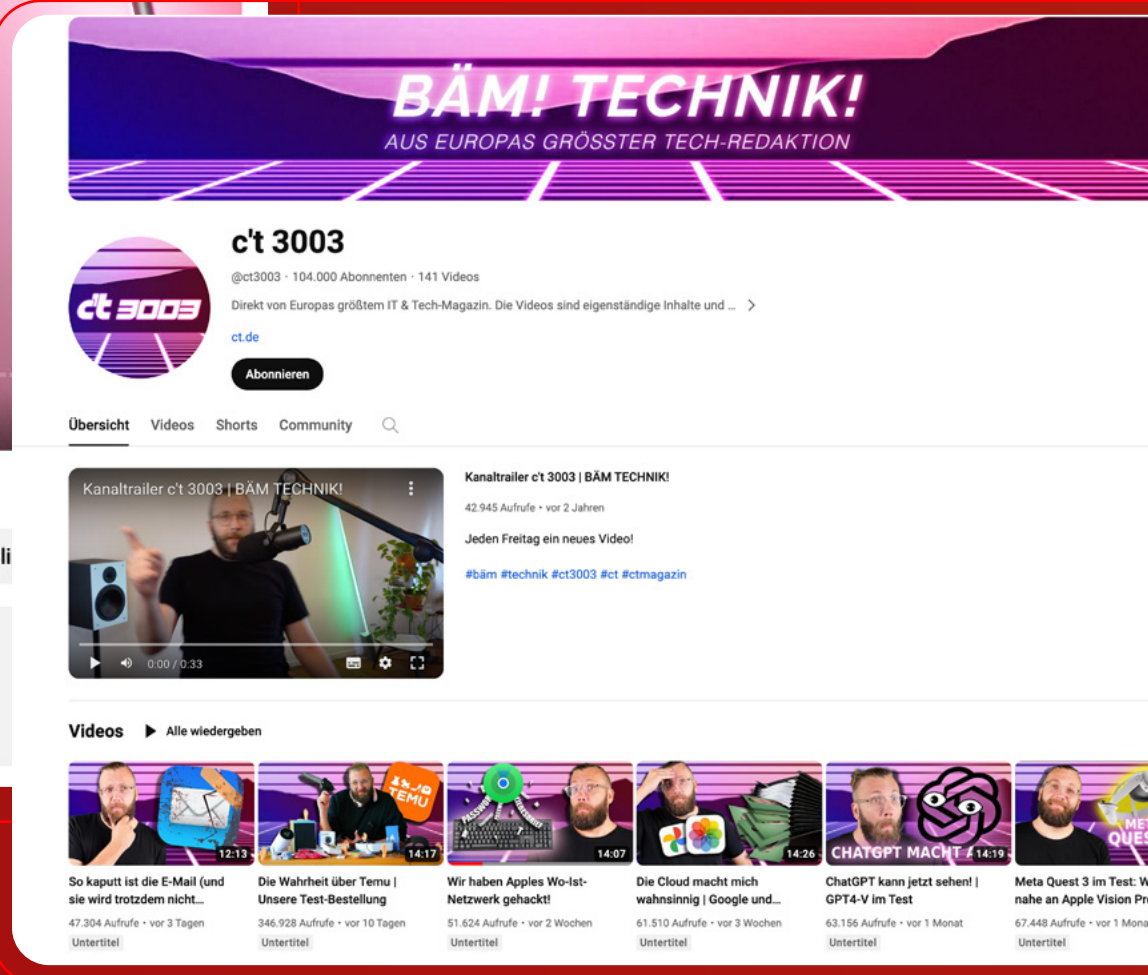 BÄM! TECHNIK!
AUS EUROPAS GRÖSSTER TECH-REDAKTION
c't 3003
c't 3003
@ct3003 · 104.000 Abonnenten · 141 Videos
Direkt von Europas größtem IT & Tech-Magazin. Die Videos sind eigenständige Inhalte und ...
ct.de
Abonnieren
Übersicht Videos Shorts Community
Kanaltrailer c't 3003 | BÄM TECHNIK!
0:00 / 0:33
Kanaltrailer c't 3003 | BÄM TECHNIK!
42.945 Aufrufe • vor 2 Jahren
Jeden Freitag ein neues Video!
#bäm #technik #ct3003 #ct #ctmagazin
li
Videos Alle wiedergeben
12:13
So kaputt ist die E-Mail (und
sie wird trotzdem nicht...
47.304 Aufrufe • vor 3 Tagen
Untertitel
TEMU
14:17
Die Wahrheit über Temu |
Unsere Test-Bestellung
346.928 Aufrufe • vor 10 Tagen
Untertitel
14:07
Wir haben Apples Wo-Ist-
Netzwerk gehackt!
51.624 Aufrufe • vor 2 Wochen
Untertitel
14:26
Die Cloud macht mich
wahnsinnig | Google und...
61.510 Aufrufe • vor 3 Wochen
Untertitel
CHATGPT MACHT A
14:19
ChatGPT kann jetzt sehen! |
GPT4-V im Test
63.156 Aufrufe • vor 1 Monat
Untertitel
MET
QUES
Meta Quest 3 im Test: W
nahe an Apple Vision Pro
67.448 Aufrufe • vor 1 Mona
Untertitel